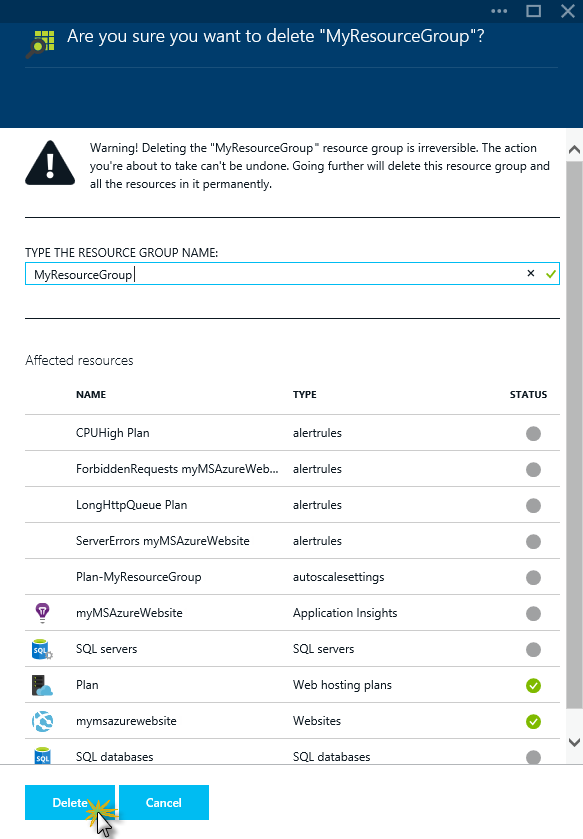 Are you sure you want to delete "MyResourceGroup"?
Warning! Deleting the "MyResourceGroup" resource group is irreversible. The action
you're about to take can't be undone. Going further will delete this resource group and
all the resources in it permanently.
TYPE THE RESOURCE GROUP NAME:
MyResourceGroup
Affected resources
NAME TYPE STATUS
CPUHigh Plan alertrules
ForbiddenRequests myMSAzureWeb... alertrules
LongHttpQueue Plan alertrules
ServerErrors myMSAzureWebsite alertrules
Plan-MyResourceGroup autoscalesettings
myMSAzureWebsite Application Insights
SQL SQL servers SQL servers
Plan Web hosting plans
mymsazurewebsite Websites
SQL SQL databases SQL databases
Delete Cancel